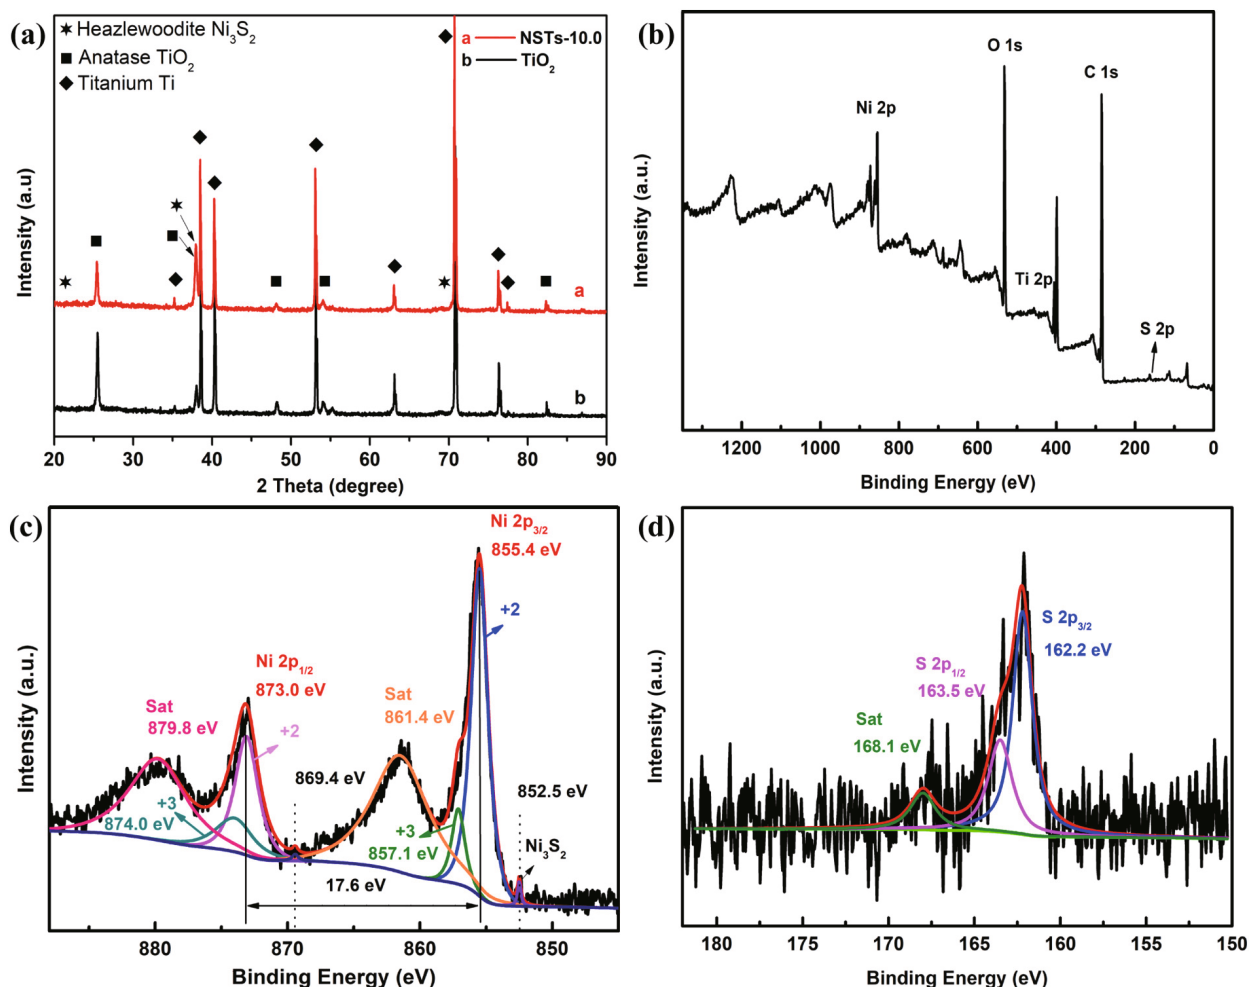 (a)
★ Heazlewoodite Ni3S2
■ Anatase TiO2
◆ Titanium Ti
a NSTs-10.0
b TiO2
a
b
Intensity (a.u)
20 30 40 50 60 70 80 90
2 Theta (degree)
(b)
O 1s
C 1s
Ni 2p
Ti 2p
S 2p
Intensity (a.u.)
1200 1000 800 600 400 200 0
Binding Energy (eV)
(c)
Ni 2p3/2
855.4 eV
+2
Ni 2p1/2
873.0 eV
Sat
861.4 eV
Sat
879.8 eV
+2
869.4 eV
852.5 eV
+3
874.0 eV
+3
857.1 eV
Ni3S2
17.6 eV
Intensity (a.u.)
880 870 860 850
Binding Energy (eV)
(d)
S 2p3/2
162.2 eV
S 2p1/2
163.5 eV
Sat
168.1 eV
Intensity (a.u.)
180 175 170 165 160 155 150
Binding Energy (eV)